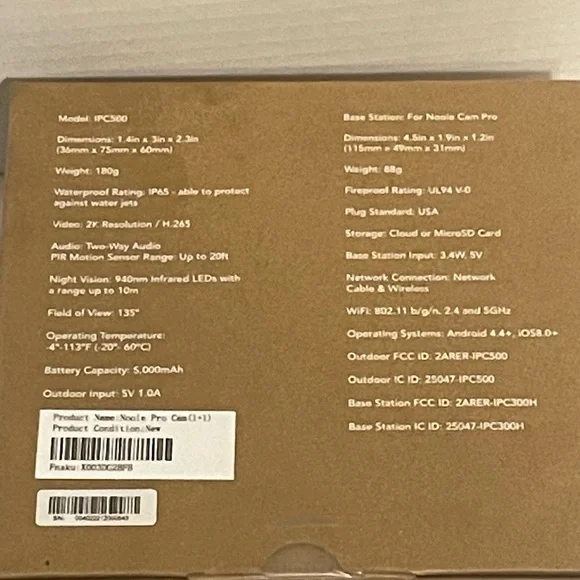 Model: IPC500
Dimensions: 1.4in x 3in x 2.3in
(36mm x 75mm x 60mm)
Weight: 180g
Waterproof Rating: IP65 - able to protect
against water jets
Video: 2K Resolution / H.265
Audio: Two-Way Audio
PIR Motion Sensor Range: Up to 20ft
Night Vision: 940nm Infrared LEDs with
a range up to 10m
Field of View: 135°
Operating Temperature:
-4°-113°F (-20°- 60°C)
Battery Capacity: 5,000mAh
Outdoor Input: 5V 1.0A
Base Station: For Nooie Cam Pro
Dimensions: 4.5in x 1.9in x 1.2in
(115mm x 49mm x 31mm)
Weight: 88g
Fireproof Rating: UL94 V-0
Plug Standard: USA
Storage: Cloud or MicroSD Card
Base Station Input: 3.4W, 5V
Network Connection: Network
Cable & Wireless
WiFi: 802.11 b/g/n, 2.4 and 5GHz
Operating Systems: Android 4.4+, iOS8.0+
Outdoor FCC ID: 2ARER-IPC500
Outdoor IC ID: 25047-IPC500
Base Station FCC ID: 2ARER-IPC300H
Base Station IC ID: 25047-IPC300H
Product Name:Nooie Pro Cam(1+1)
Product Condition:New
Fnsku:
S/N: